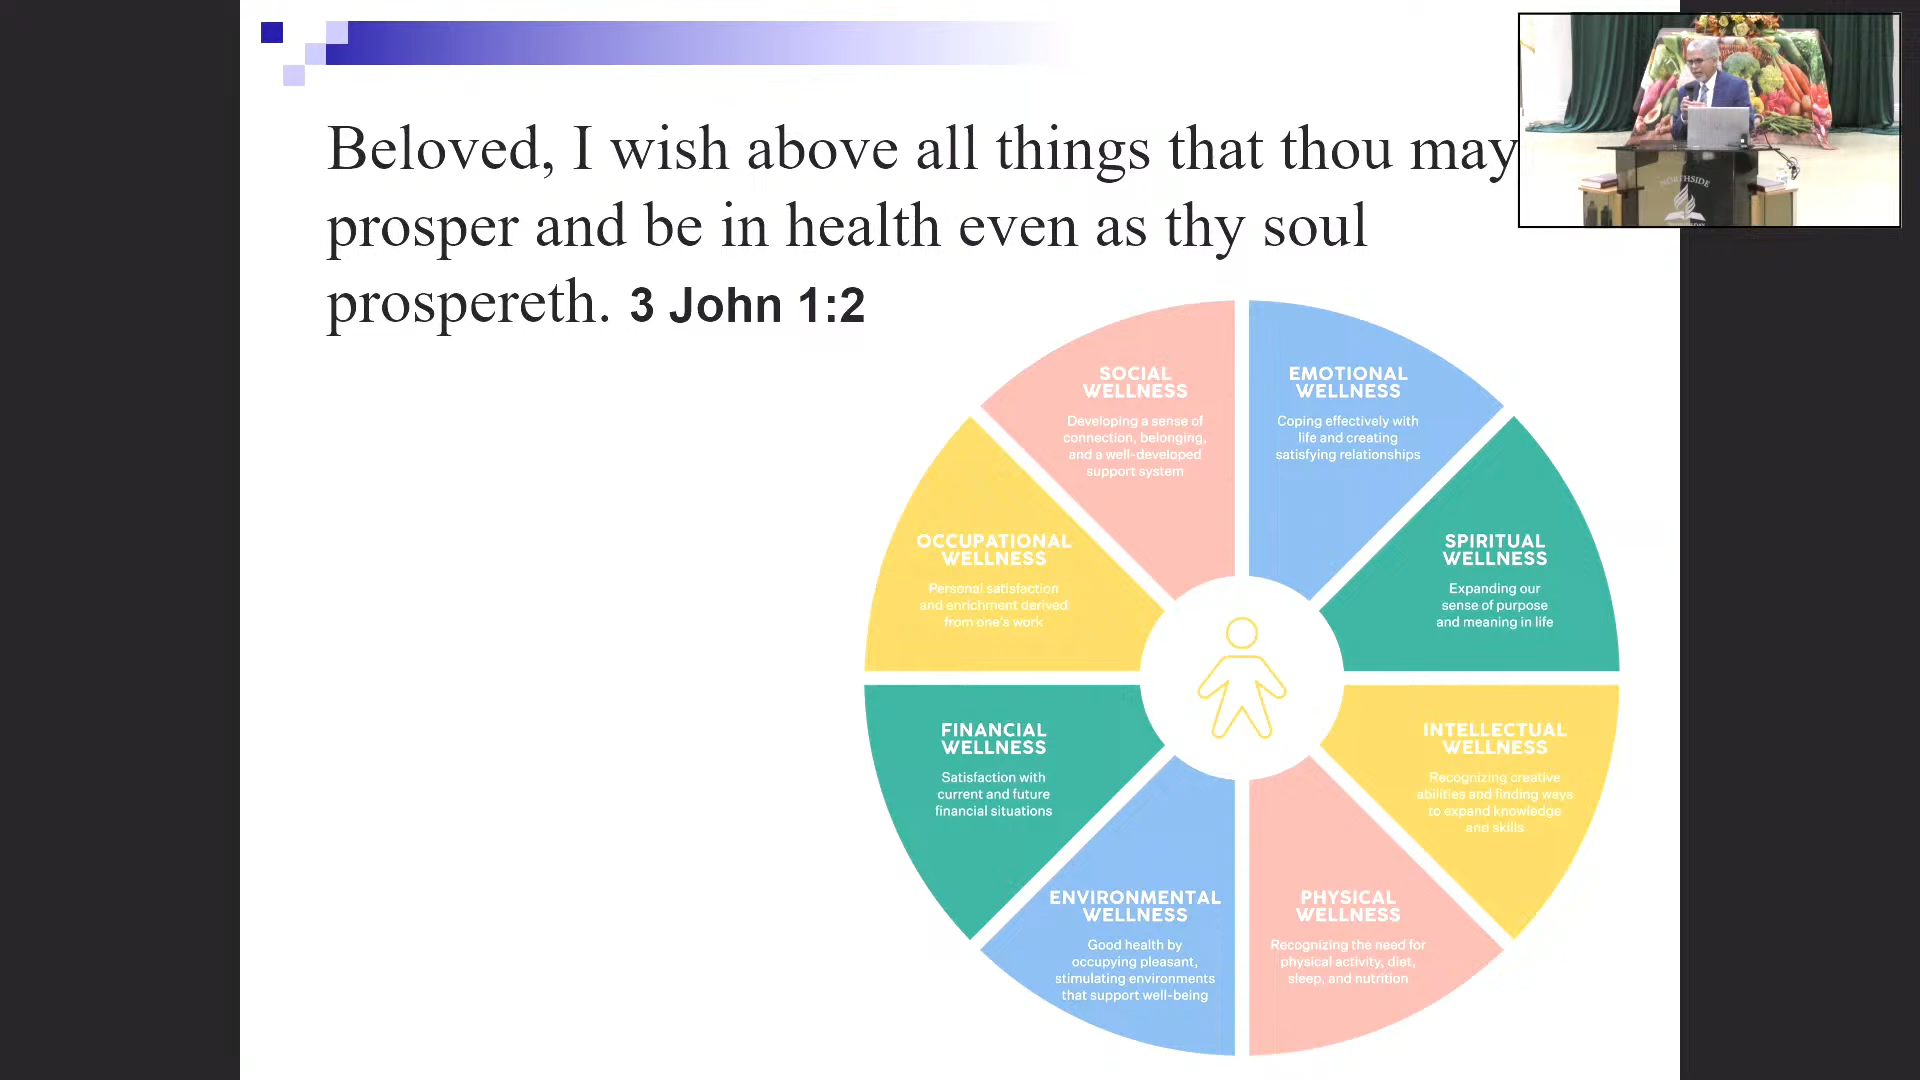 Beloved, I wish above all things that thou may
prosper and be in health even as thy soul
prospereth. 3 John 1:2
SOCIAL
WELLNESS
Developing a sense of
connection, belonging,
and a well-developed
support system
EMOTIONAL
WELLNESS
Coping effectively with
life and creating
satisfying relationships
SPIRITUAL
WELLNESS
Expanding our
sense of purpose
and meaning in life
INTELLECTUAL
WELLNESS
Recognizing creative
abilities and finding ways
to expand knowledge
and skills
PHYSICAL
WELLNESS
Recognizing the need for
physical activity, diet,
sleep, and nutrition
ENVIRONMENTAL
WELLNESS
Good health by
occupying pleasant,
stimulating environments
that support well-being
FINANCIAL
WELLNESS
Satisfaction with
current and future
financial situations
OCCUPATIONAL
WELLNESS
Personal satisfaction
and enrichment derived
from one's work
NORTHSIDE